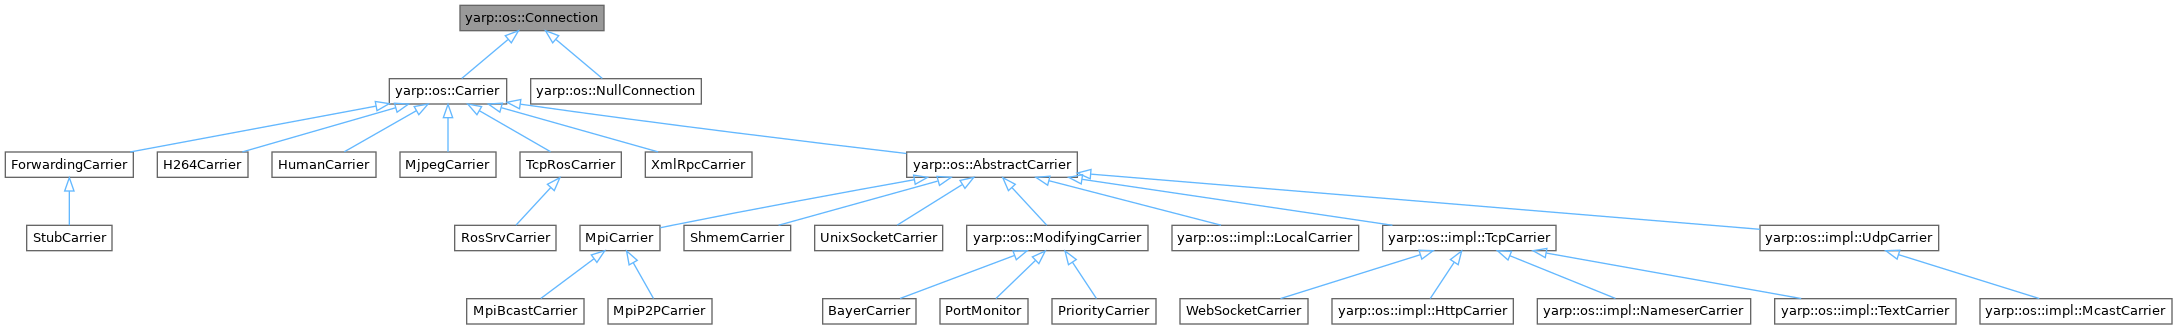 yarp::os::Connection
yarp::os::Carrier
yarp::os::NullConnection
ForwardingCarrier
H264Carrier
HumanCarrier
MjpegCarrier
TcpRosCarrier
XmlRpcCarrier
yarp::os::AbstractCarrier
StubCarrier
RosSrvCarrier
MpiCarrier
ShmemCarrier
UnixSocketCarrier
yarp::os::ModifyingCarrier
yarp::os::impl::LocalCarrier
yarp::os::impl::TcpCarrier
yarp::os::impl::UdpCarrier
MpiBcastCarrier
MpiP2PCarrier
BayerCarrier
PortMonitor
PriorityCarrier
WebSocketCarrier
yarp::os::impl::HttpCarrier
yarp::os::impl::NameserCarrier
yarp::os::impl::TextCarrier
yarp::os::impl::McastCarrier